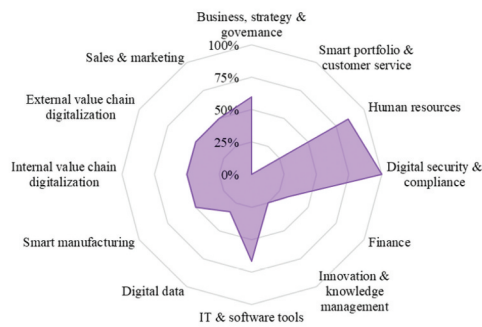 Business, strategy &
governance
100%
Sales & marketing
Smart portfolio &
customer service
75%
External value chain
digitalization
50%
Human resources
25%
Internal value chain
digitalization
0%
Digital security &
compliance
Smart manufacturing
Finance
Digital data
Innovation &
knowledge
management
IT & software tools